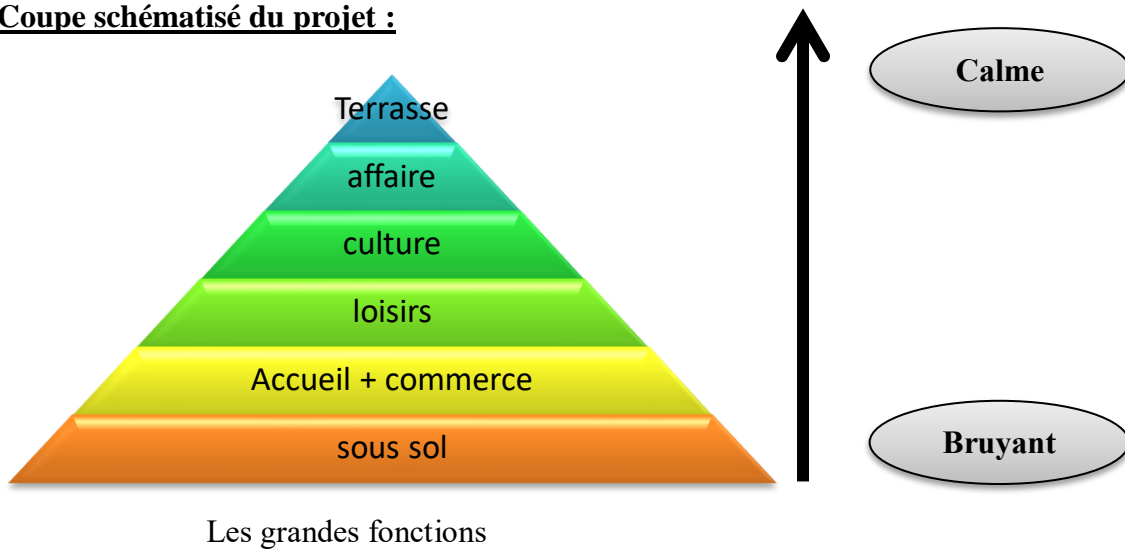 Coupe schématisé du projet :
Calme
Terrasse
affaire
culture
loisirs
Accueil + commerce
sous sol
Bruyant
Les grandes fonctions